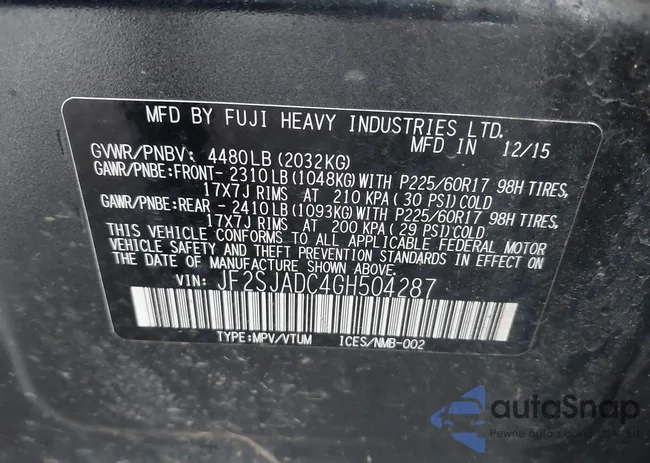 MFD BY FUJI HEAVY INDUSTRIES LTD.
MFD IN 12/15
GVWR/PNBV: 4480LB(2032KG)
GAWR/PNBE:FRONT- 2310LB(1048KG)WITH P225/60R17 98H TIRES,
17X7J RIMS AT 210 KPA(30 PSI)COLD
GAWR/PNBE:REAR - 2410LB(1093KG)WITH P225/60R17 98H TIRES,
17X7J RIMS AT 200 KPA(29 PSI)COLD
THIS VEHICLE CONFORMS TO ALL APPLICABLE FEDERAL MOTOR
VEHICLE SAFETY AND THEFT PREVENTION STANDARDS IN EFFECT ON
THE DATE OF MANUFACTURE SHOWN ABOVE.
VIN: JF2SJADC4GH504287
TYPE:MPV/VTUM ICES/NMB-002
autoSnap
Pewne auta z